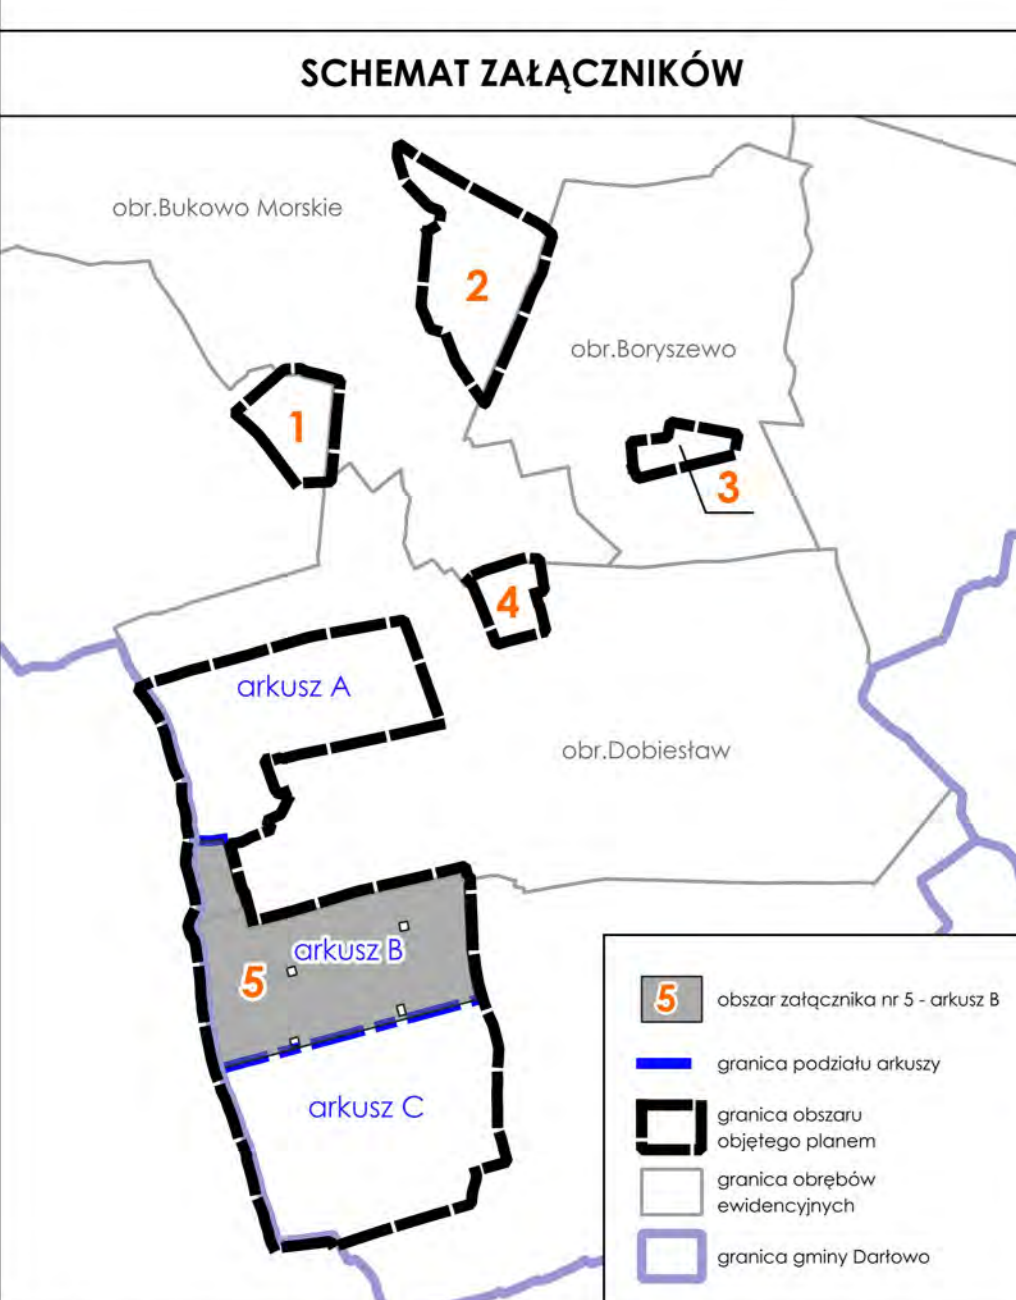 SCHEMAT ZAŁĄCZNIKÓW
obr.Bukowo Morskie
2
obr.Boryszewo
1
3
4
arkusz A
obr.Dobiesław
arkusz B
5
5 obszar załącznika nr 5 - arkusz B
granica podziału arkuszy
arkusz C
granica obszaru
objętego planem
granica obrębów
ewidencyjnych
granica gminy Darłowo